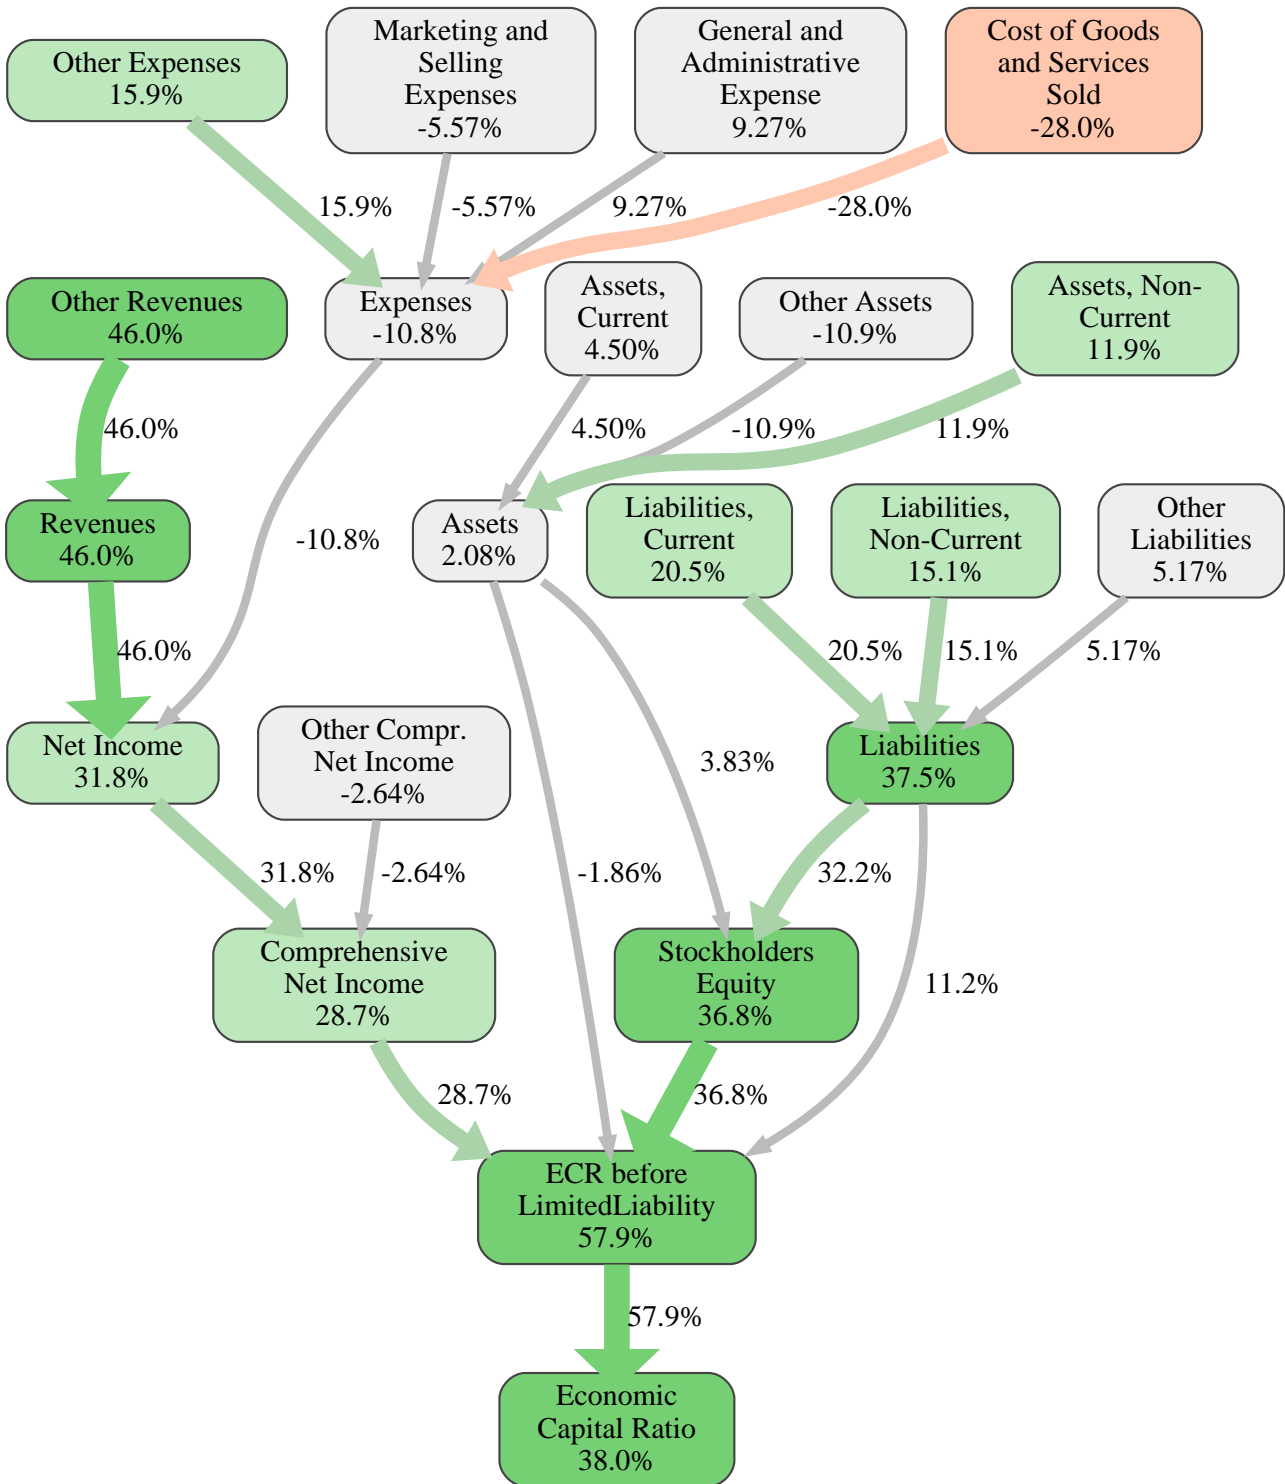 Other Expenses
15.9%
Marketing and
Selling
Expenses
-5.57%
General and
Administrative
Expense
9.27%
Cost of Goods
and Services
Sold
-28.0%
15.9%
-5.57%
9.27%
-28.0%
Other Revenues
46.0%
Expenses
-10.8%
Assets,
Current
4.50%
Other Assets
-10.9%
Assets, Non-
Current
11.9%
46.0%
4.50%
-10.9%
11.9%
Revenues
46.0%
-10.8%
Assets
2.08%
Liabilities,
Current
20.5%
Liabilities,
Non-Current
15.1%
Other
Liabilities
5.17%
46.0%
20.5%
15.1%
5.17%
Net Income
31.8%
Other Compr.
Net Income
-2.64%
3.83%
Liabilities
37.5%
31.8%
-2.64%
-1.86%
32.2%
Comprehensive
Net Income
28.7%
Stockholders
Equity
36.8%
11.2%
28.7%
36.8%
ECR before
LimitedLiability
57.9%
57.9%
Economic
Capital Ratio
38.0%